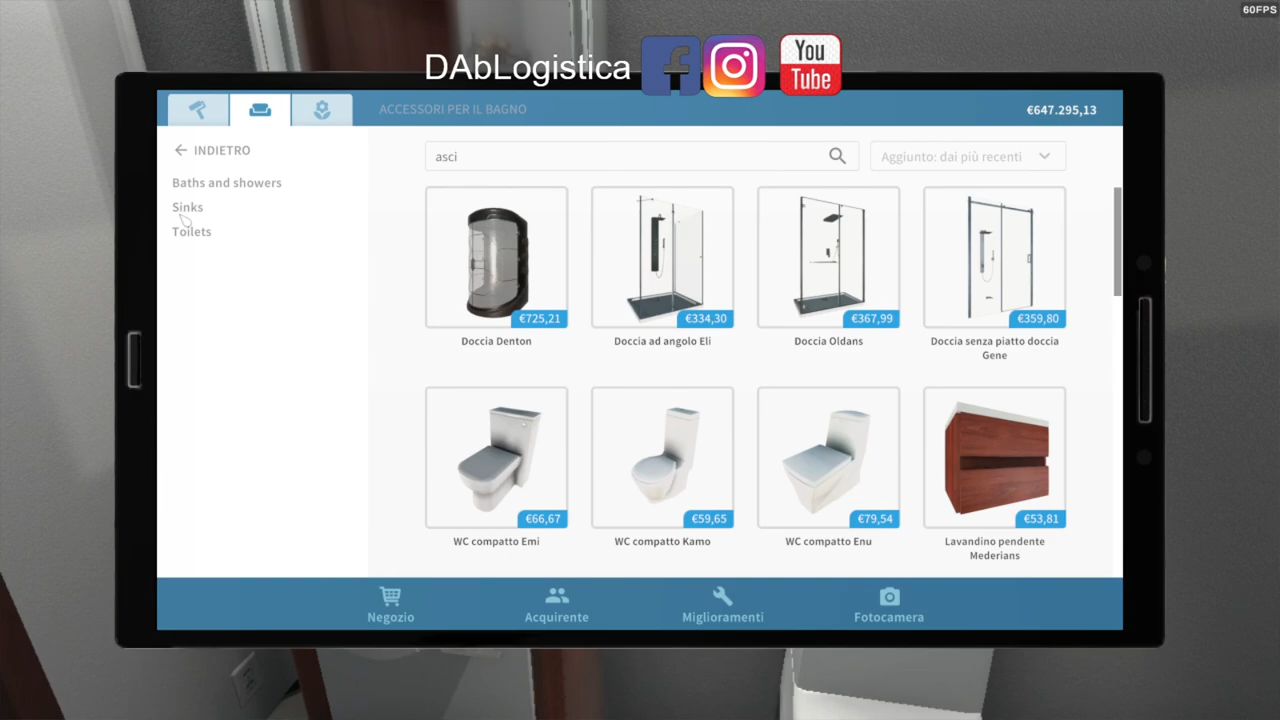 60FPS
DAbLogistica
You
Tube
ACCESSORI PER IL BAGNO
€647.295,13
INDIETRO
Baths and showers
Sinks
Toilets
asci
Aggiunto: dai più recenti
€725,21
€334,30
€367,99
€359,80
Doccia Denton
Doccia ad angolo Eli
Doccia Oldans
Doccia senza piatto doccia
Gene
€66,67
€59,65
€79,54
€53,81
WC compatto Emi
WC compatto Kamo
WC compatto Enu
Lavandino pendente
Mederians
Negozio
Acquirente
Miglioramenti
Fotocamera